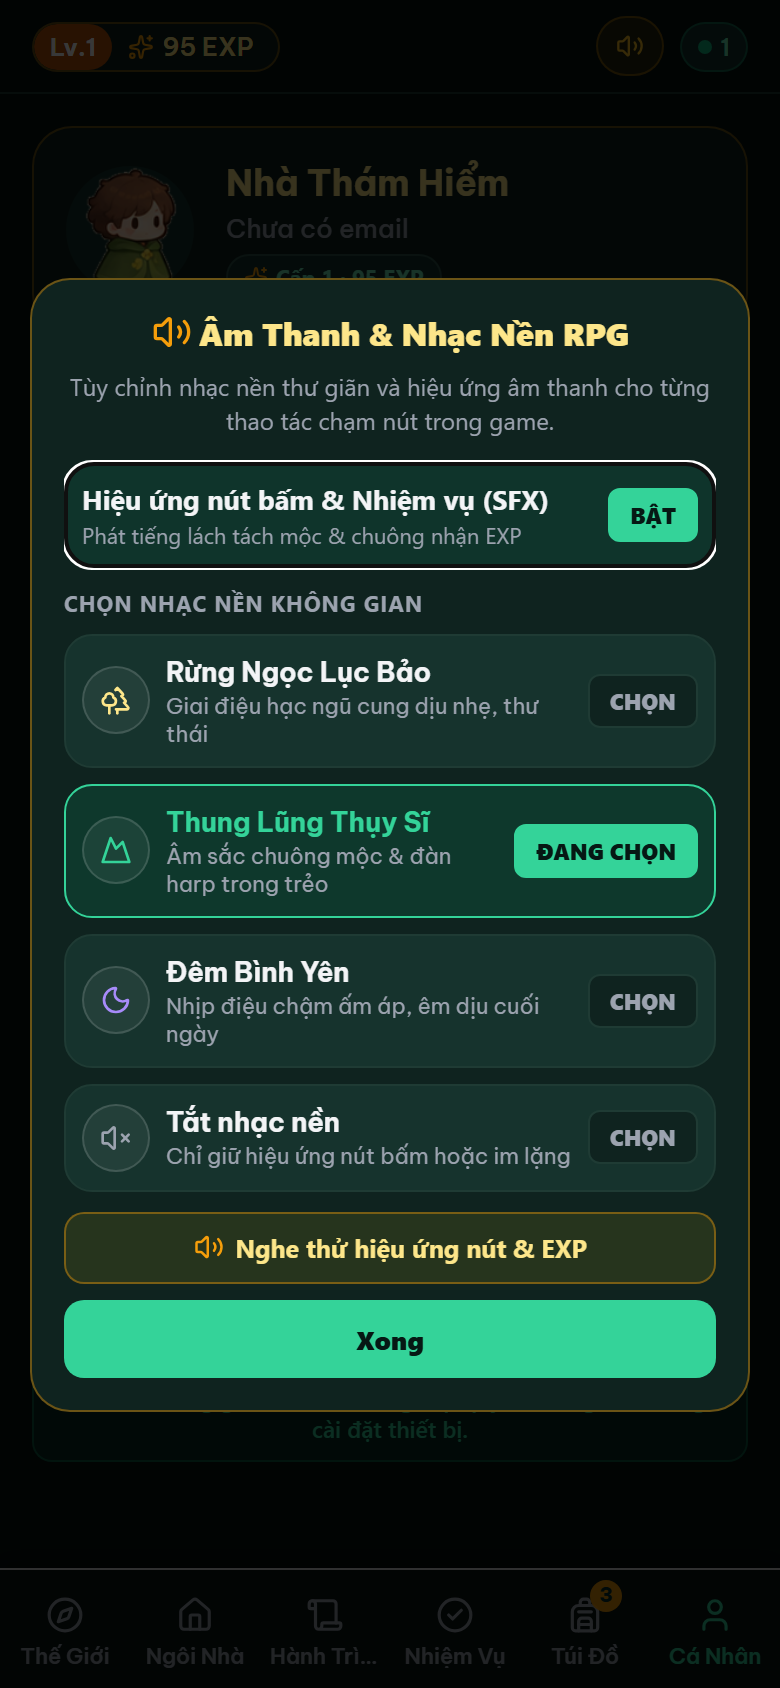 Lv.1
95 EXP
1
Nhà Thám Hiểm
Chưa có email
Cấp 1 · 95 EXP
Âm Thanh & Nhạc Nền RPG
Tùy chỉnh nhạc nền thư giãn và hiệu ứng âm thanh cho từng
thao tác chạm nút trong game.
Hiệu ứng nút bấm & Nhiệm vụ (SFX)
Phát tiếng lách tách mộc & chuông nhận EXP
BẬT
CHỌN NHẠC NỀN KHÔNG GIAN
Rừng Ngọc Lục Bảo
Giai điệu hạc ngũ cung dịu nhẹ, thư
thái
CHỌN
Thung Lũng Thụy Sĩ
Âm sắc chuông mộc & đàn
harp trong trẻo
ĐANG CHỌN
Đêm Bình Yên
Nhịp điệu chậm ấm áp, êm dịu cuối
ngày
CHỌN
Tắt nhạc nền
Chỉ giữ hiệu ứng nút bấm hoặc im lặng
CHỌN
Nghe thử hiệu ứng nút & EXP
Xong
cài đặt thiết bị.
3
Thế Giới
Ngôi Nhà
Hành Trì...
Nhiệm Vụ
Túi Đồ
Cá Nhân